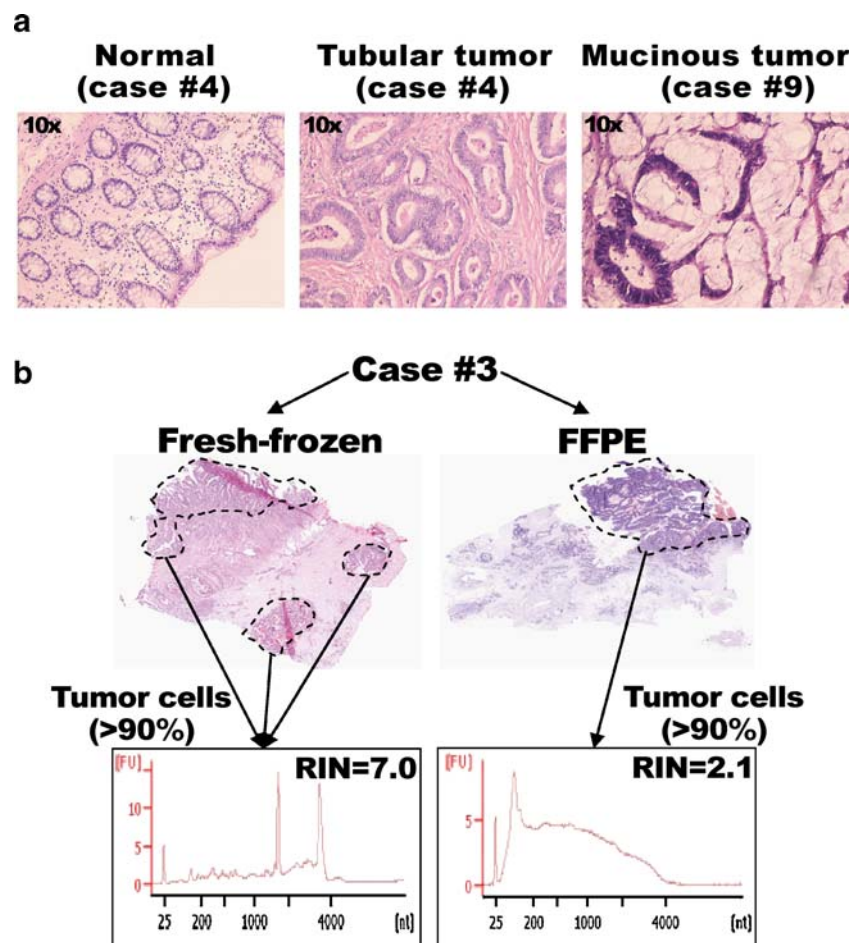 a
Normal
(case #4)
Tubular tumor
(case #4)
Mucinous tumor
(case #9)
10x
10x
10x
b
Case #3
Fresh-frozen
FFPE
Tumor cells
(>90%)
Tumor cells
(>90%)
[FU]
RIN=7.0
10
5
0
25 200 1000 4000 [nt]
[FU]
RIN=2.1
5
0
25 200 1000 4000 [nt]